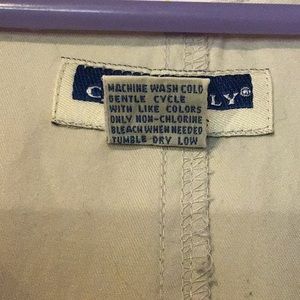 MACHINE WASH COLD
GENTLE CYCLE
WITH LIKE COLORS
ONLY NON-CHLORINE
BLEACH WHEN NEEDED
TUMBLE DRY LOW